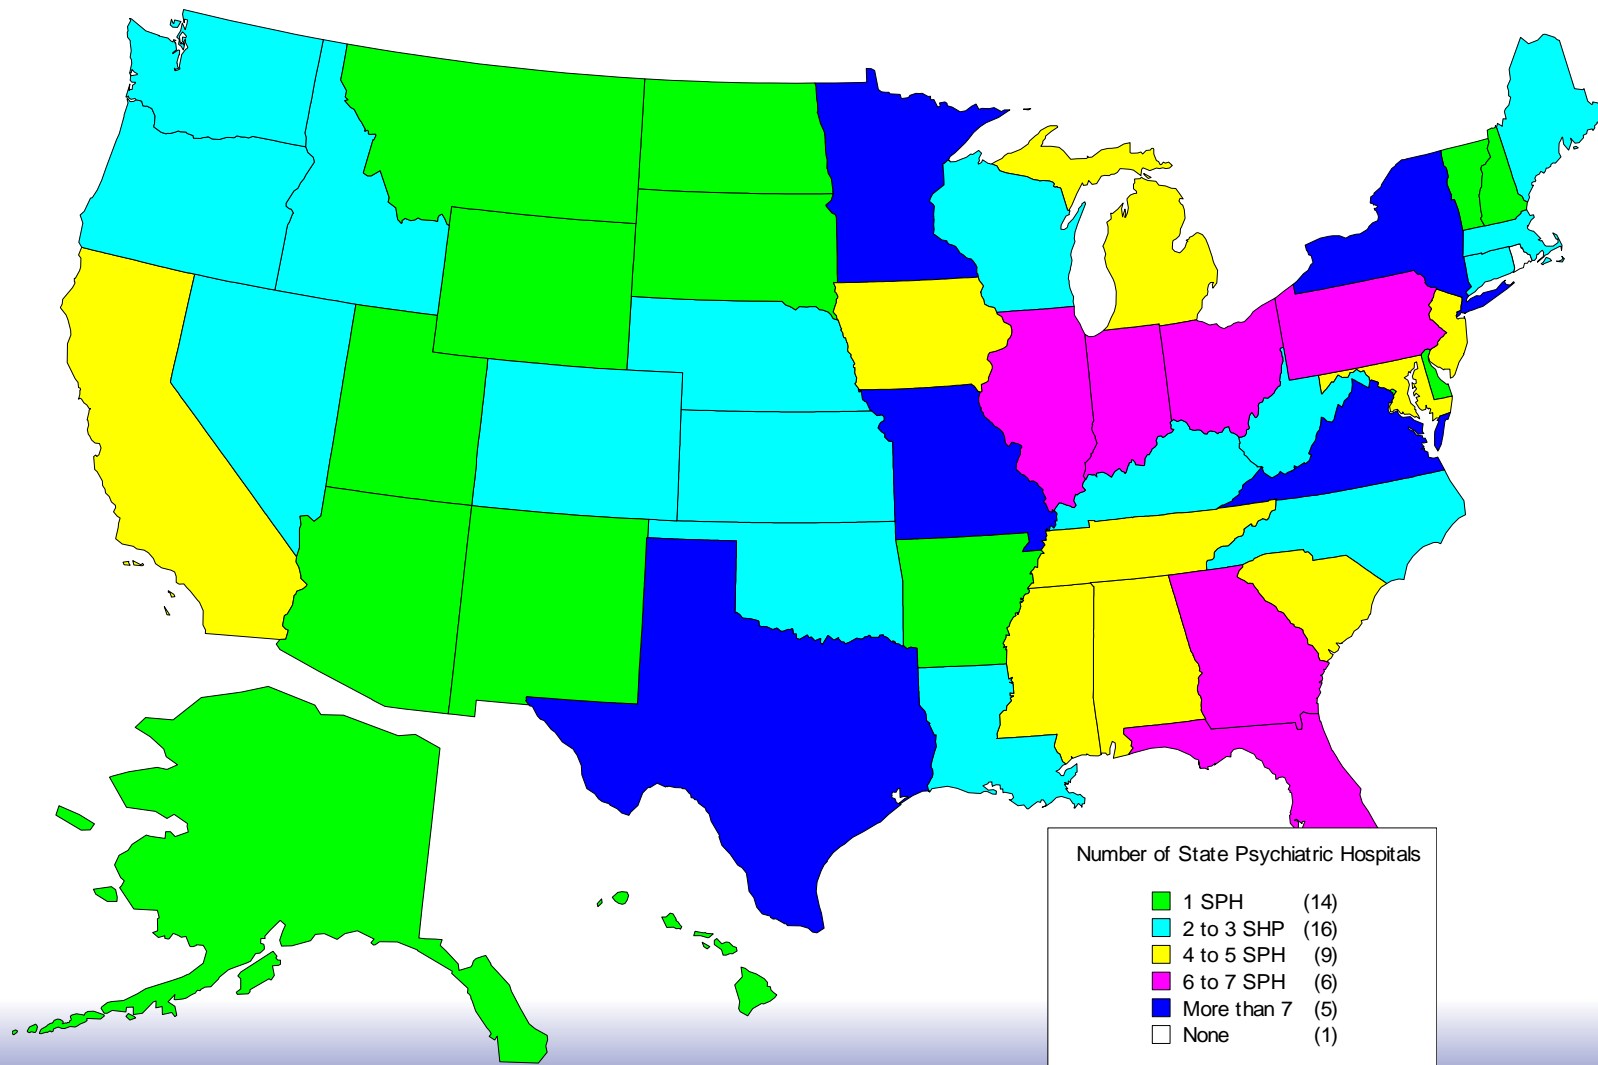 Number of State Psychiatric Hospitals
1 SPH (14)
2 to 3 SHP (16)
4 to 5 SPH (9)
6 to 7 SPH (6)
More than 7 (5)
None (1)